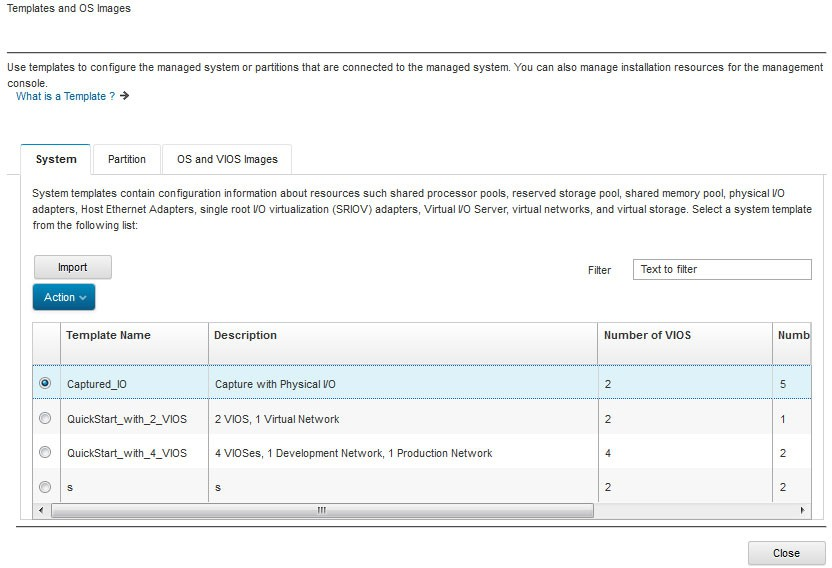 Templates and OS Images
Use templates to configure the managed system or partitions that are connected to the managed system. You can also manage installation resources for the management
console.
What is a Template ? →
System Partition OS and VIOS Images
System templates contain configuration information about resources such shared processor pools, reserved storage pool, shared memory pool, physical I/O
adapters, Host Ethernet Adapters, single root I/O virtualization (SRIOV) adapters, Virtual I/O Server, virtual networks, and virtual storage. Select a system template
from the following list:
Import
Filter Text to filter
Action
Template Name Description Number of VIOS Numb
Captured_IO Capture with Physical I/O 2 5
QuickStart_with_2_VIOS 2 VIOS, 1 Virtual Network 2 1
QuickStart_with_4_VIOS 4 VIOSes, 1 Development Network, 1 Production Network 4 2
s s 2 2
Close